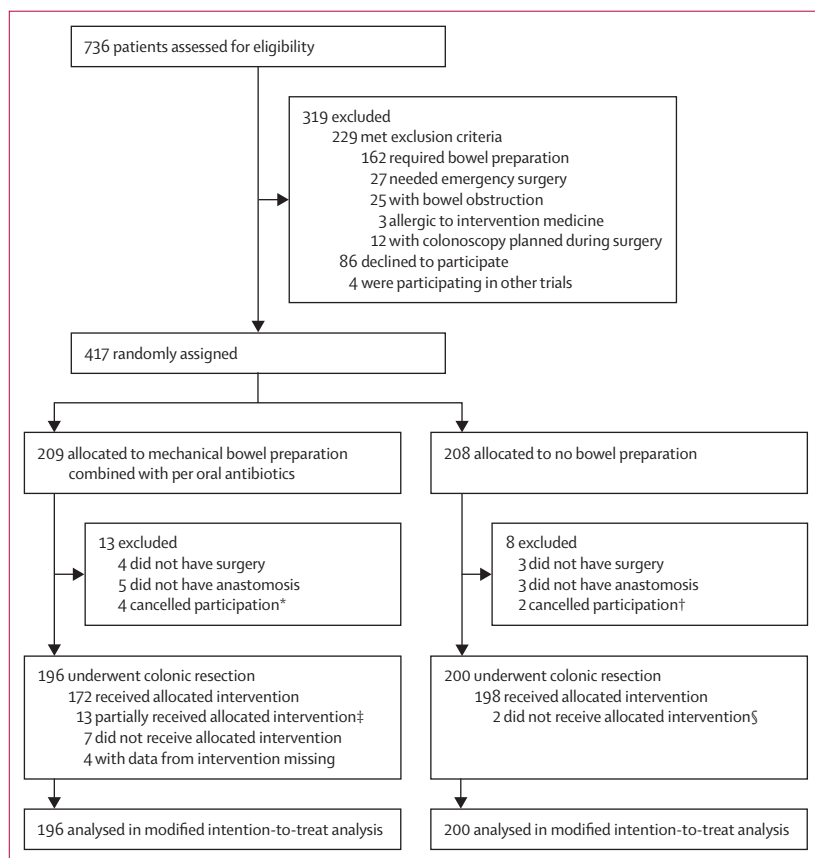 736 patients assessed for eligibility
319 excluded
229 met exclusion criteria
162 required bowel preparation
27 needed emergency surgery
25 with bowel obstruction
3 allergic to intervention medicine
12 with colonoscopy planned during surgery
86 declined to participate
4 were participating in other trials
417 randomly assigned
209 allocated to mechanical bowel preparation
combined with per oral antibiotics
208 allocated to no bowel preparation
13 excluded
4 did not have surgery
5 did not have anastomosis
4 cancelled participation*
8 excluded
3 did not have surgery
3 did not have anastomosis
2 cancelled participation†
196 underwent colonic resection
172 received allocated intervention
13 partially received allocated intervention‡
7 did not receive allocated intervention
4 with data from intervention missing
200 underwent colonic resection
198 received allocated intervention
2 did not receive allocated intervention§
196 analysed in modified intention-to-treat analysis
200 analysed in modified intention-to-treat analysis